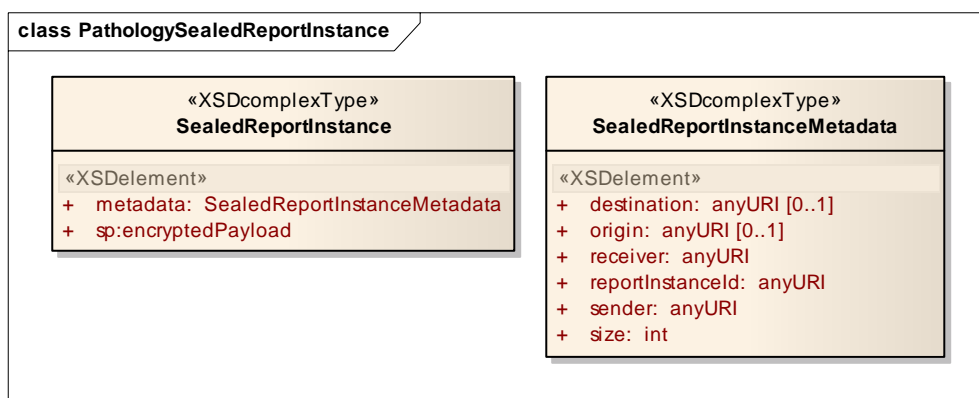 class PathologySealedReportInstance
«XSDcomplexType»
SealedReportInstance
«XSDelement»
+ metadata: SealedReportInstanceMetadata
+ sp:encryptedPayload
«XSDcomplexType»
SealedReportInstanceMetadata
«XSDelement»
+ destination: anyURI [0..1]
+ origin: anyURI [0..1]
+ receiver: anyURI
+ reportInstanceId: anyURI
+ sender: anyURI
+ size: int